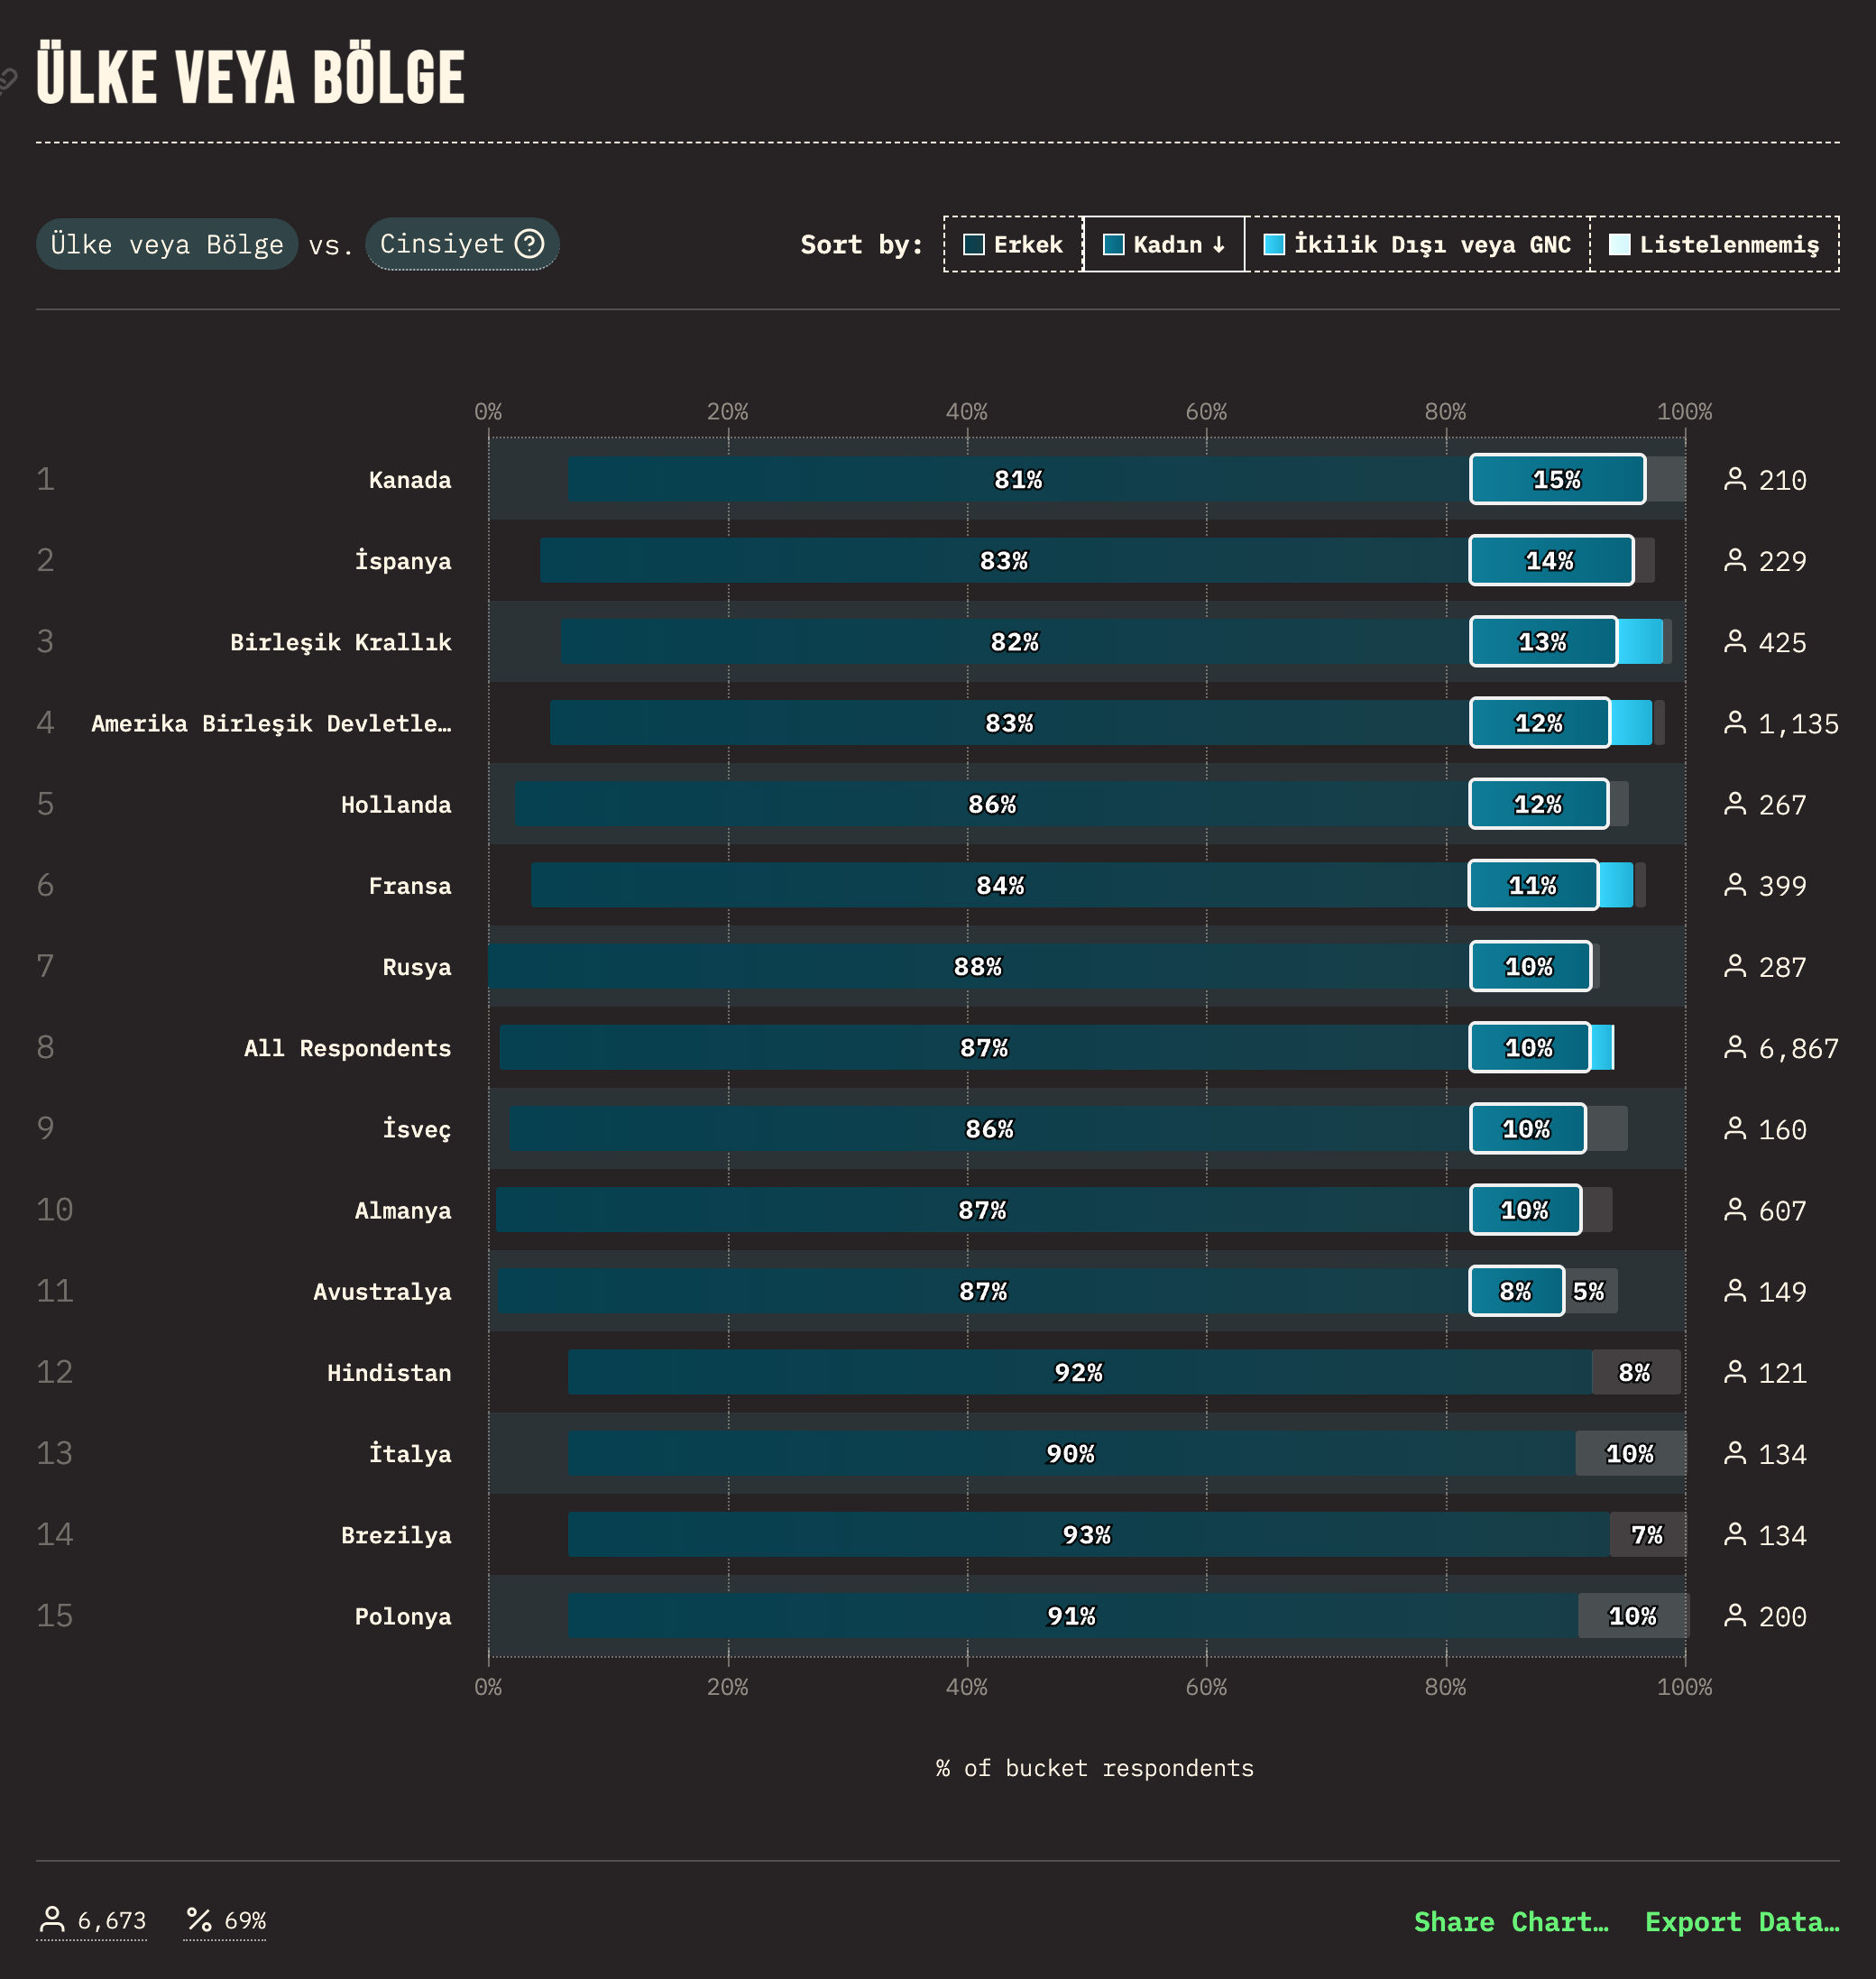 ÜLKE VEYA BÖLGE
Ülke veya Bölge vs. Cinsiyet ? Sort by: Erkek Kadın ↓ İkilik Dışı veya GNC Listelenmemiş
0% 20% 40% 60% 80% 100%
1 Kanada 81% 15% 210
2 İspanya 83% 14% 229
3 Birleşik Krallık 82% 13% 425
4 Amerika Birleşik Devletle… 83% 12% 1,135
5 Hollanda 86% 12% 267
6 Fransa 84% 11% 399
7 Rusya 88% 10% 287
8 All Respondents 87% 10% 6,867
9 İsveç 86% 10% 160
10 Almanya 87% 10% 607
11 Avustralya 87% 8% 5% 149
12 Hindistan 92% 8% 121
13 İtalya 90% 10% 134
14 Brezilya 93% 7% 134
15 Polonya 91% 10% 200
0% 20% 40% 60% 80% 100%
% of bucket respondents
6,673 % 69% Share Chart… Export Data…